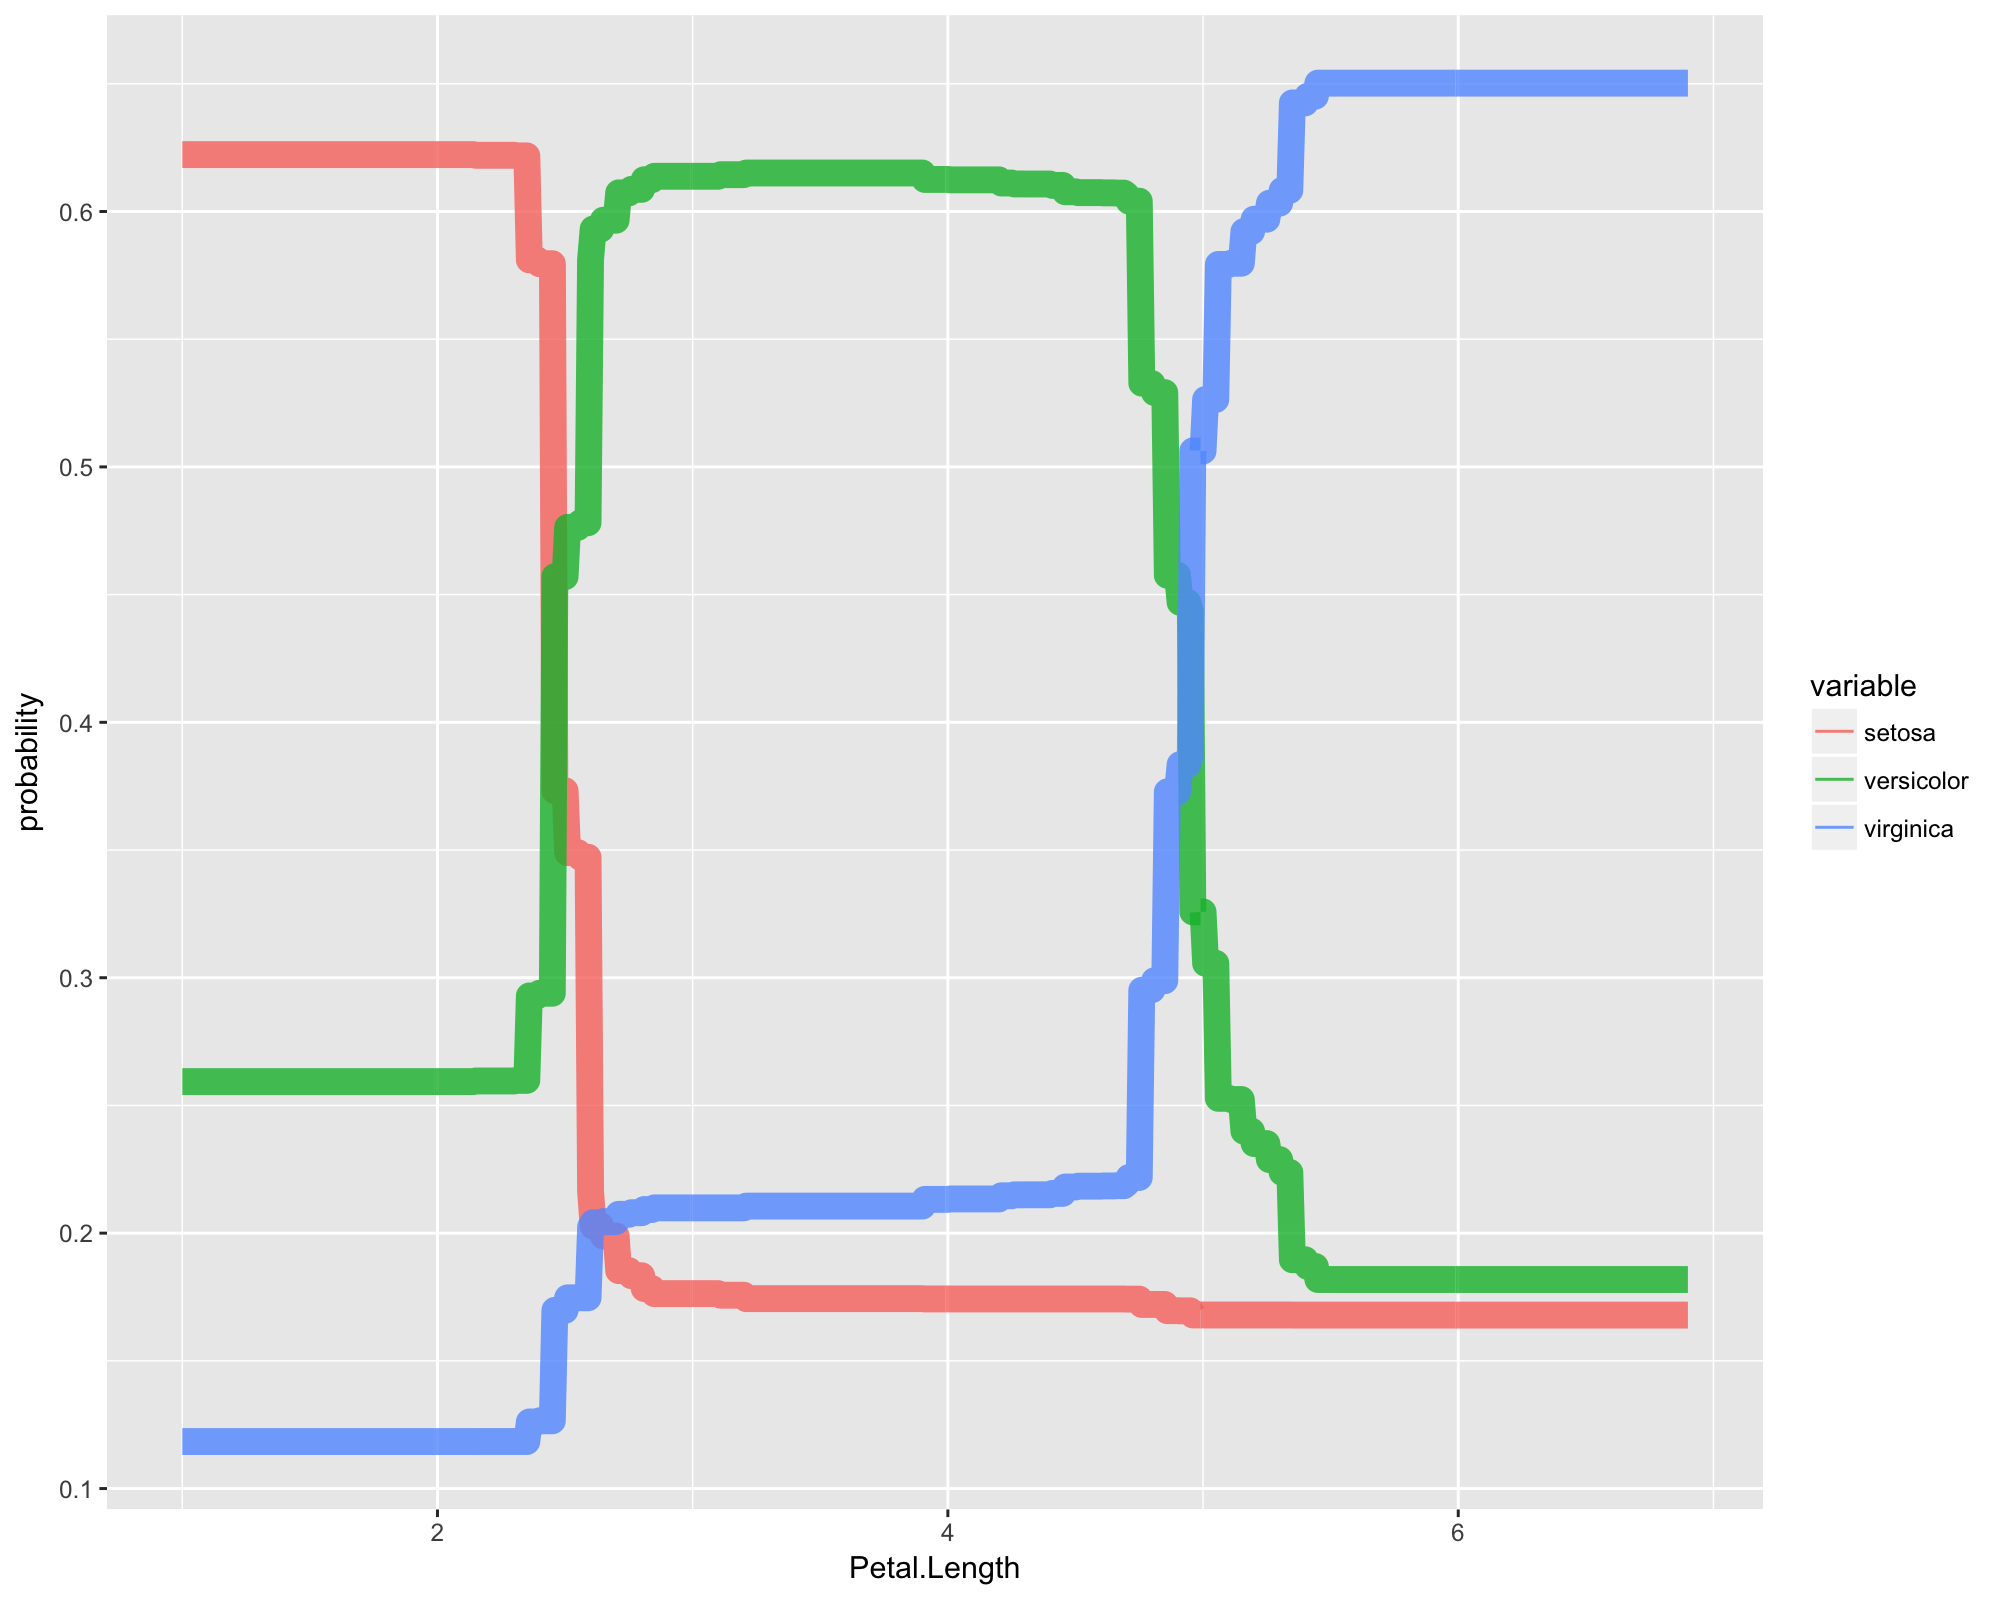 0.6
0.5
0.4
0.3
0.2
0.1
probability
2 4 6
Petal.Length
variable
setosa
versicolor
virginica